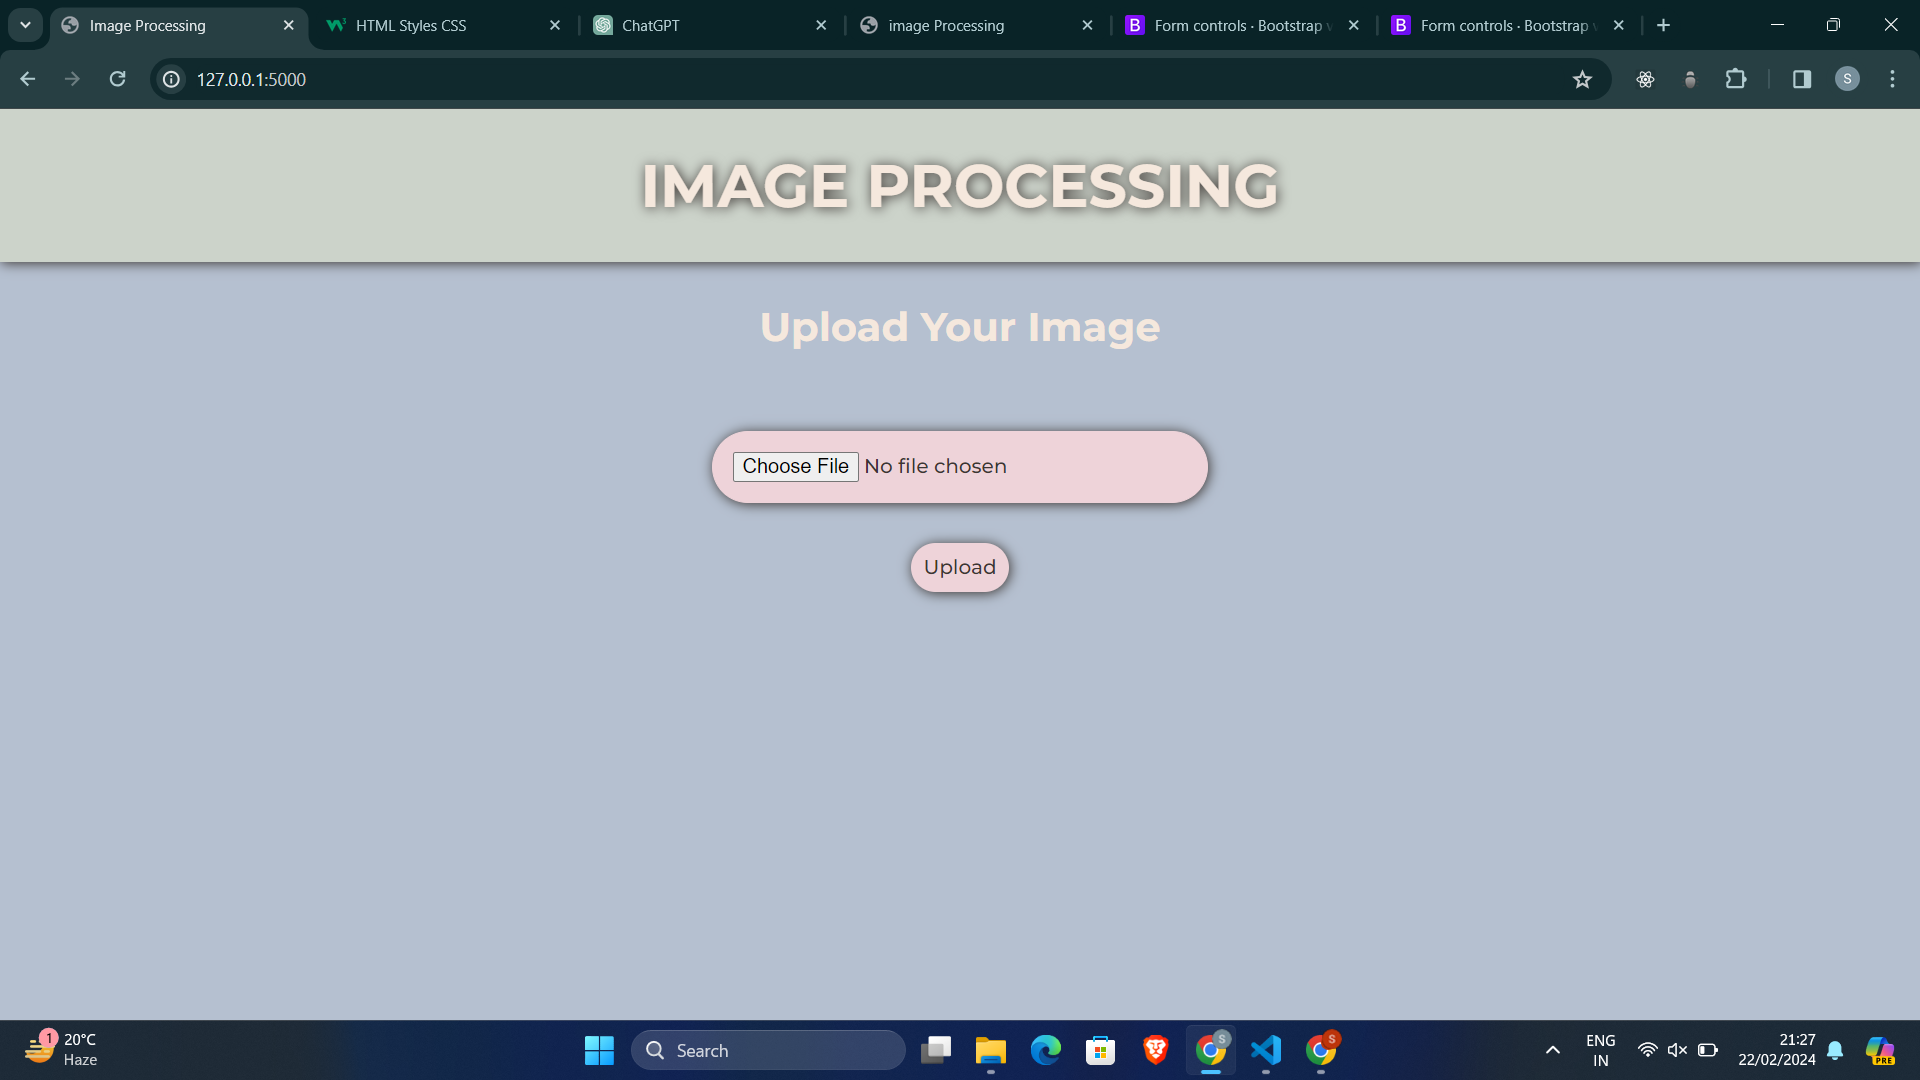 Image Processing
HTML Styles CSS
ChatGPT
image Processing
Form controls · Bootstrap v
Form controls · Bootstrap
127.0.0.1:5000
S
IMAGE PROCESSING
Upload Your Image
Choose File No file chosen
Upload
1
20°C
Haze
Search
S
S
ENG
IN
21:27
22/02/2024
PRE